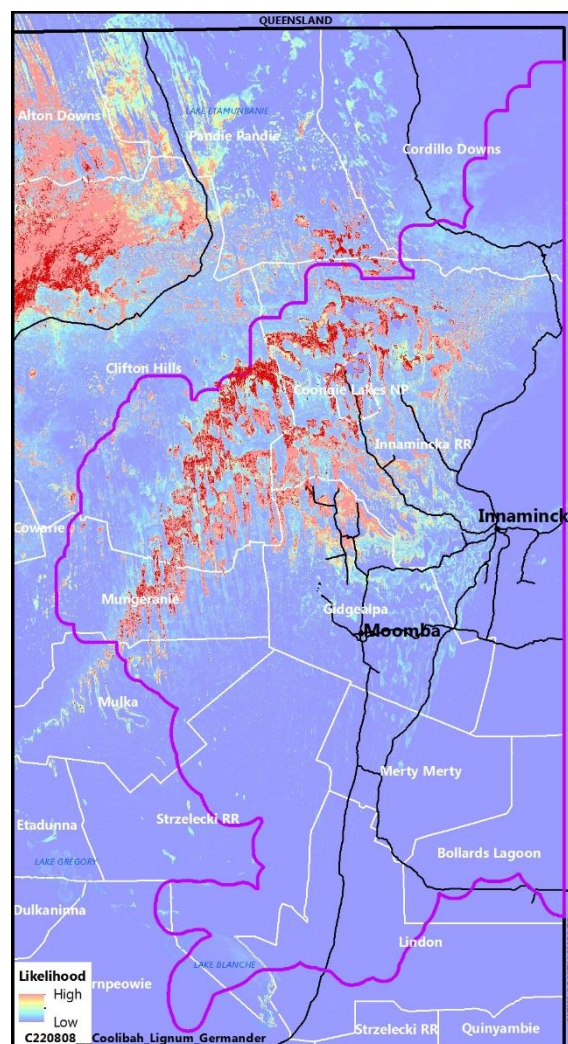 QUEENSLAND
LAKE ETAMUNBANIE
Alton Downs
Pandie Pandie
Cordillo Downs
Clifton Hills
Coongie Lakes NP
Innamincka RR
Innaminck
Cowarie
Mungeranie
Gidgealpa
Moomba
Mulka
Merty Merty
Strzelecki RR
Etadunna
Bollards Lagoon
LAKE GREGORY
Dulkaninna
Lindon
LAKE BLANCHE
Likelihood
rnpeowie
High
Low
Strzelecki RR
Quinyambie
C220808__Coolibah_Lignum_Germander